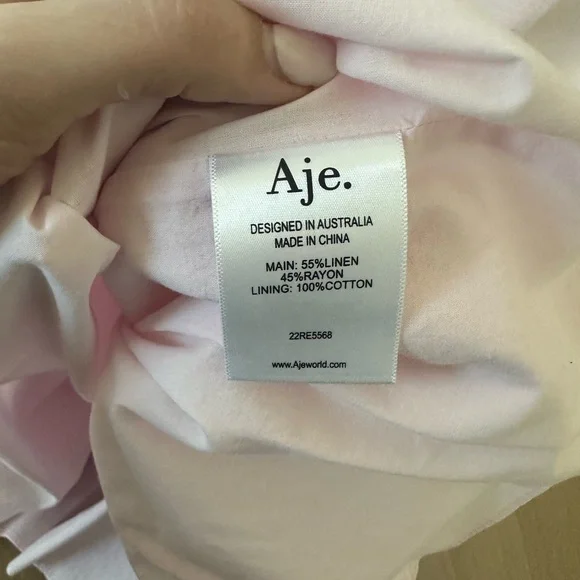 Aje.
DESIGNED IN AUSTRALIA
MADE IN CHINA
MAIN: 55%LINEN
45%RAYON
LINING: 100%COTTON
22RE5568
www.Ajeworld.com